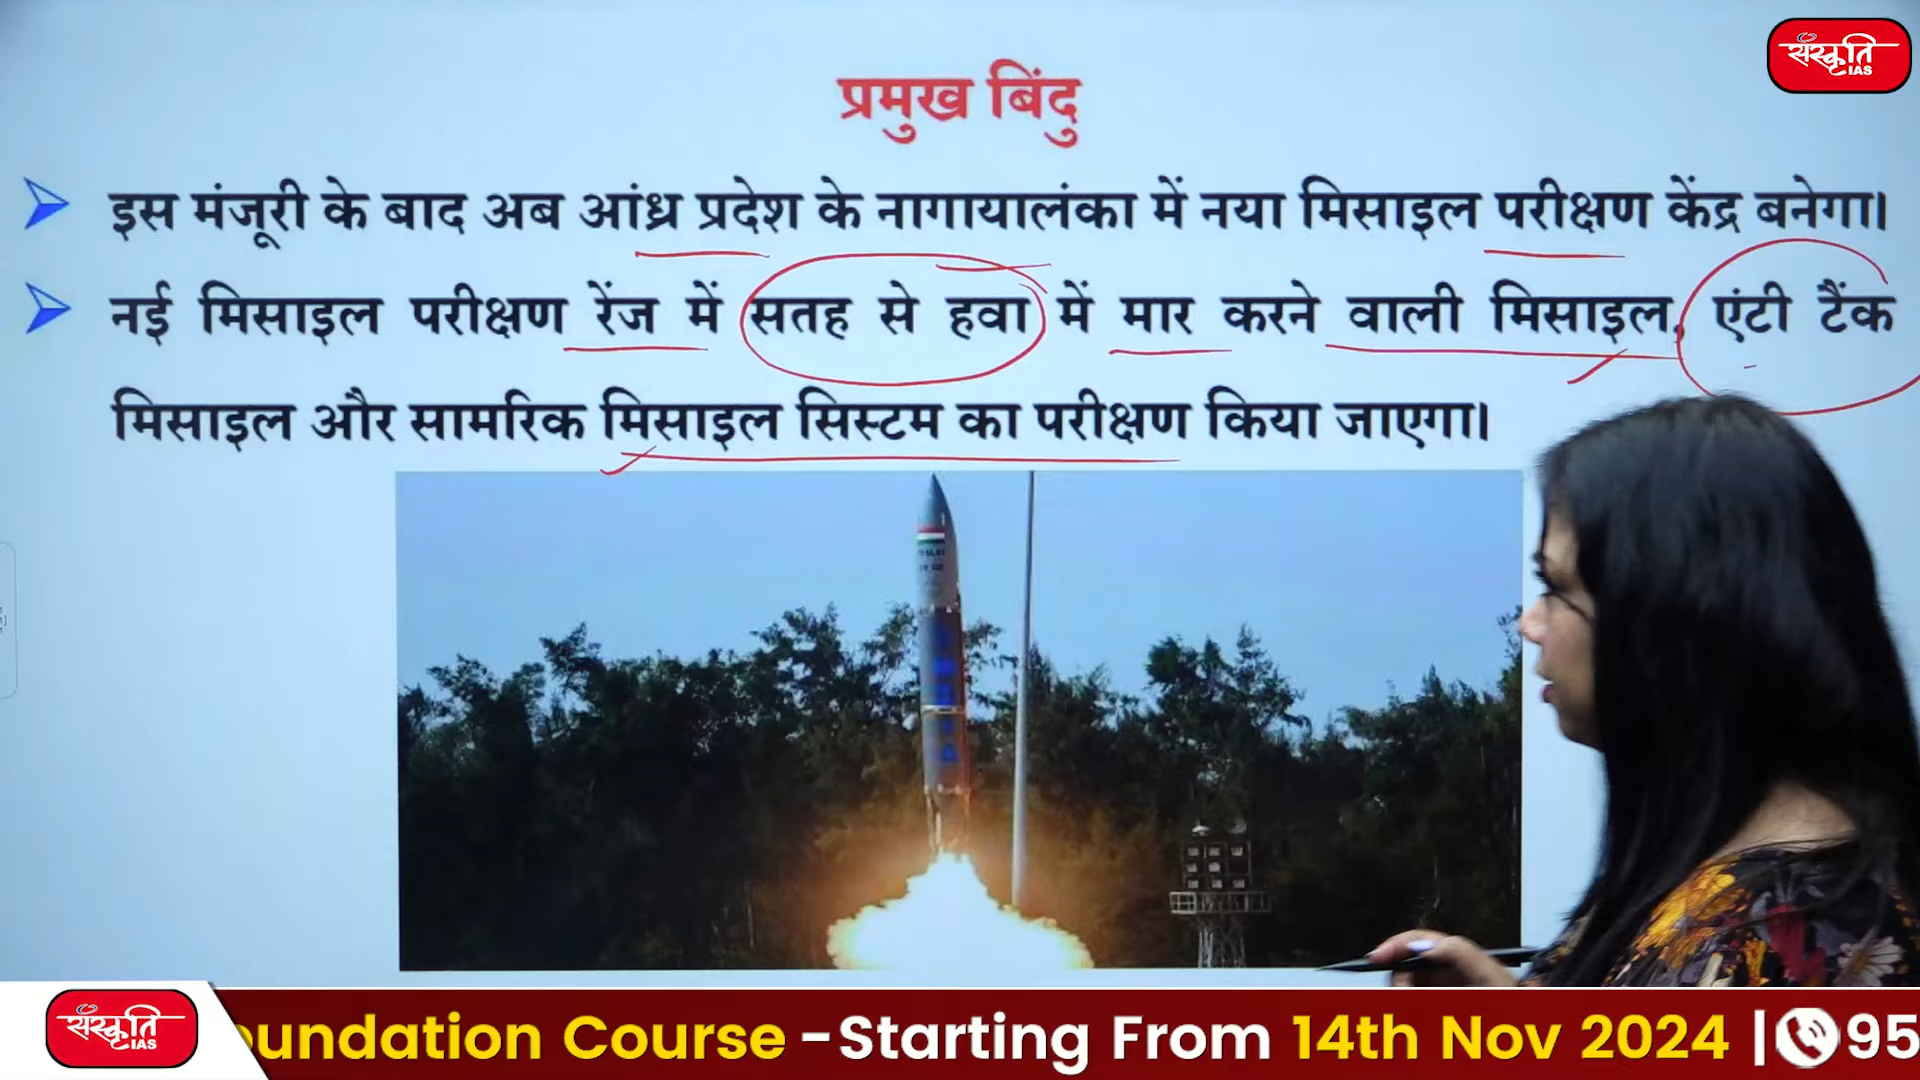 संस्कृति
IAS
प्रमुख बिंदु
इस मंजूरी के बाद अब आंध्र प्रदेश के नागायालंका में नया मिसाइल परीक्षण केंद्र बनेगा।
नई मिसाइल परीक्षण रेंज में सतह से हवा में मार करने वाली मिसाइल, एंटी टैंक
मिसाइल और सामरिक मिसाइल सिस्टम का परीक्षण किया जाएगा।
संस्कृति
IAS
oundation Course -Starting From 14th Nov 2024 | 95